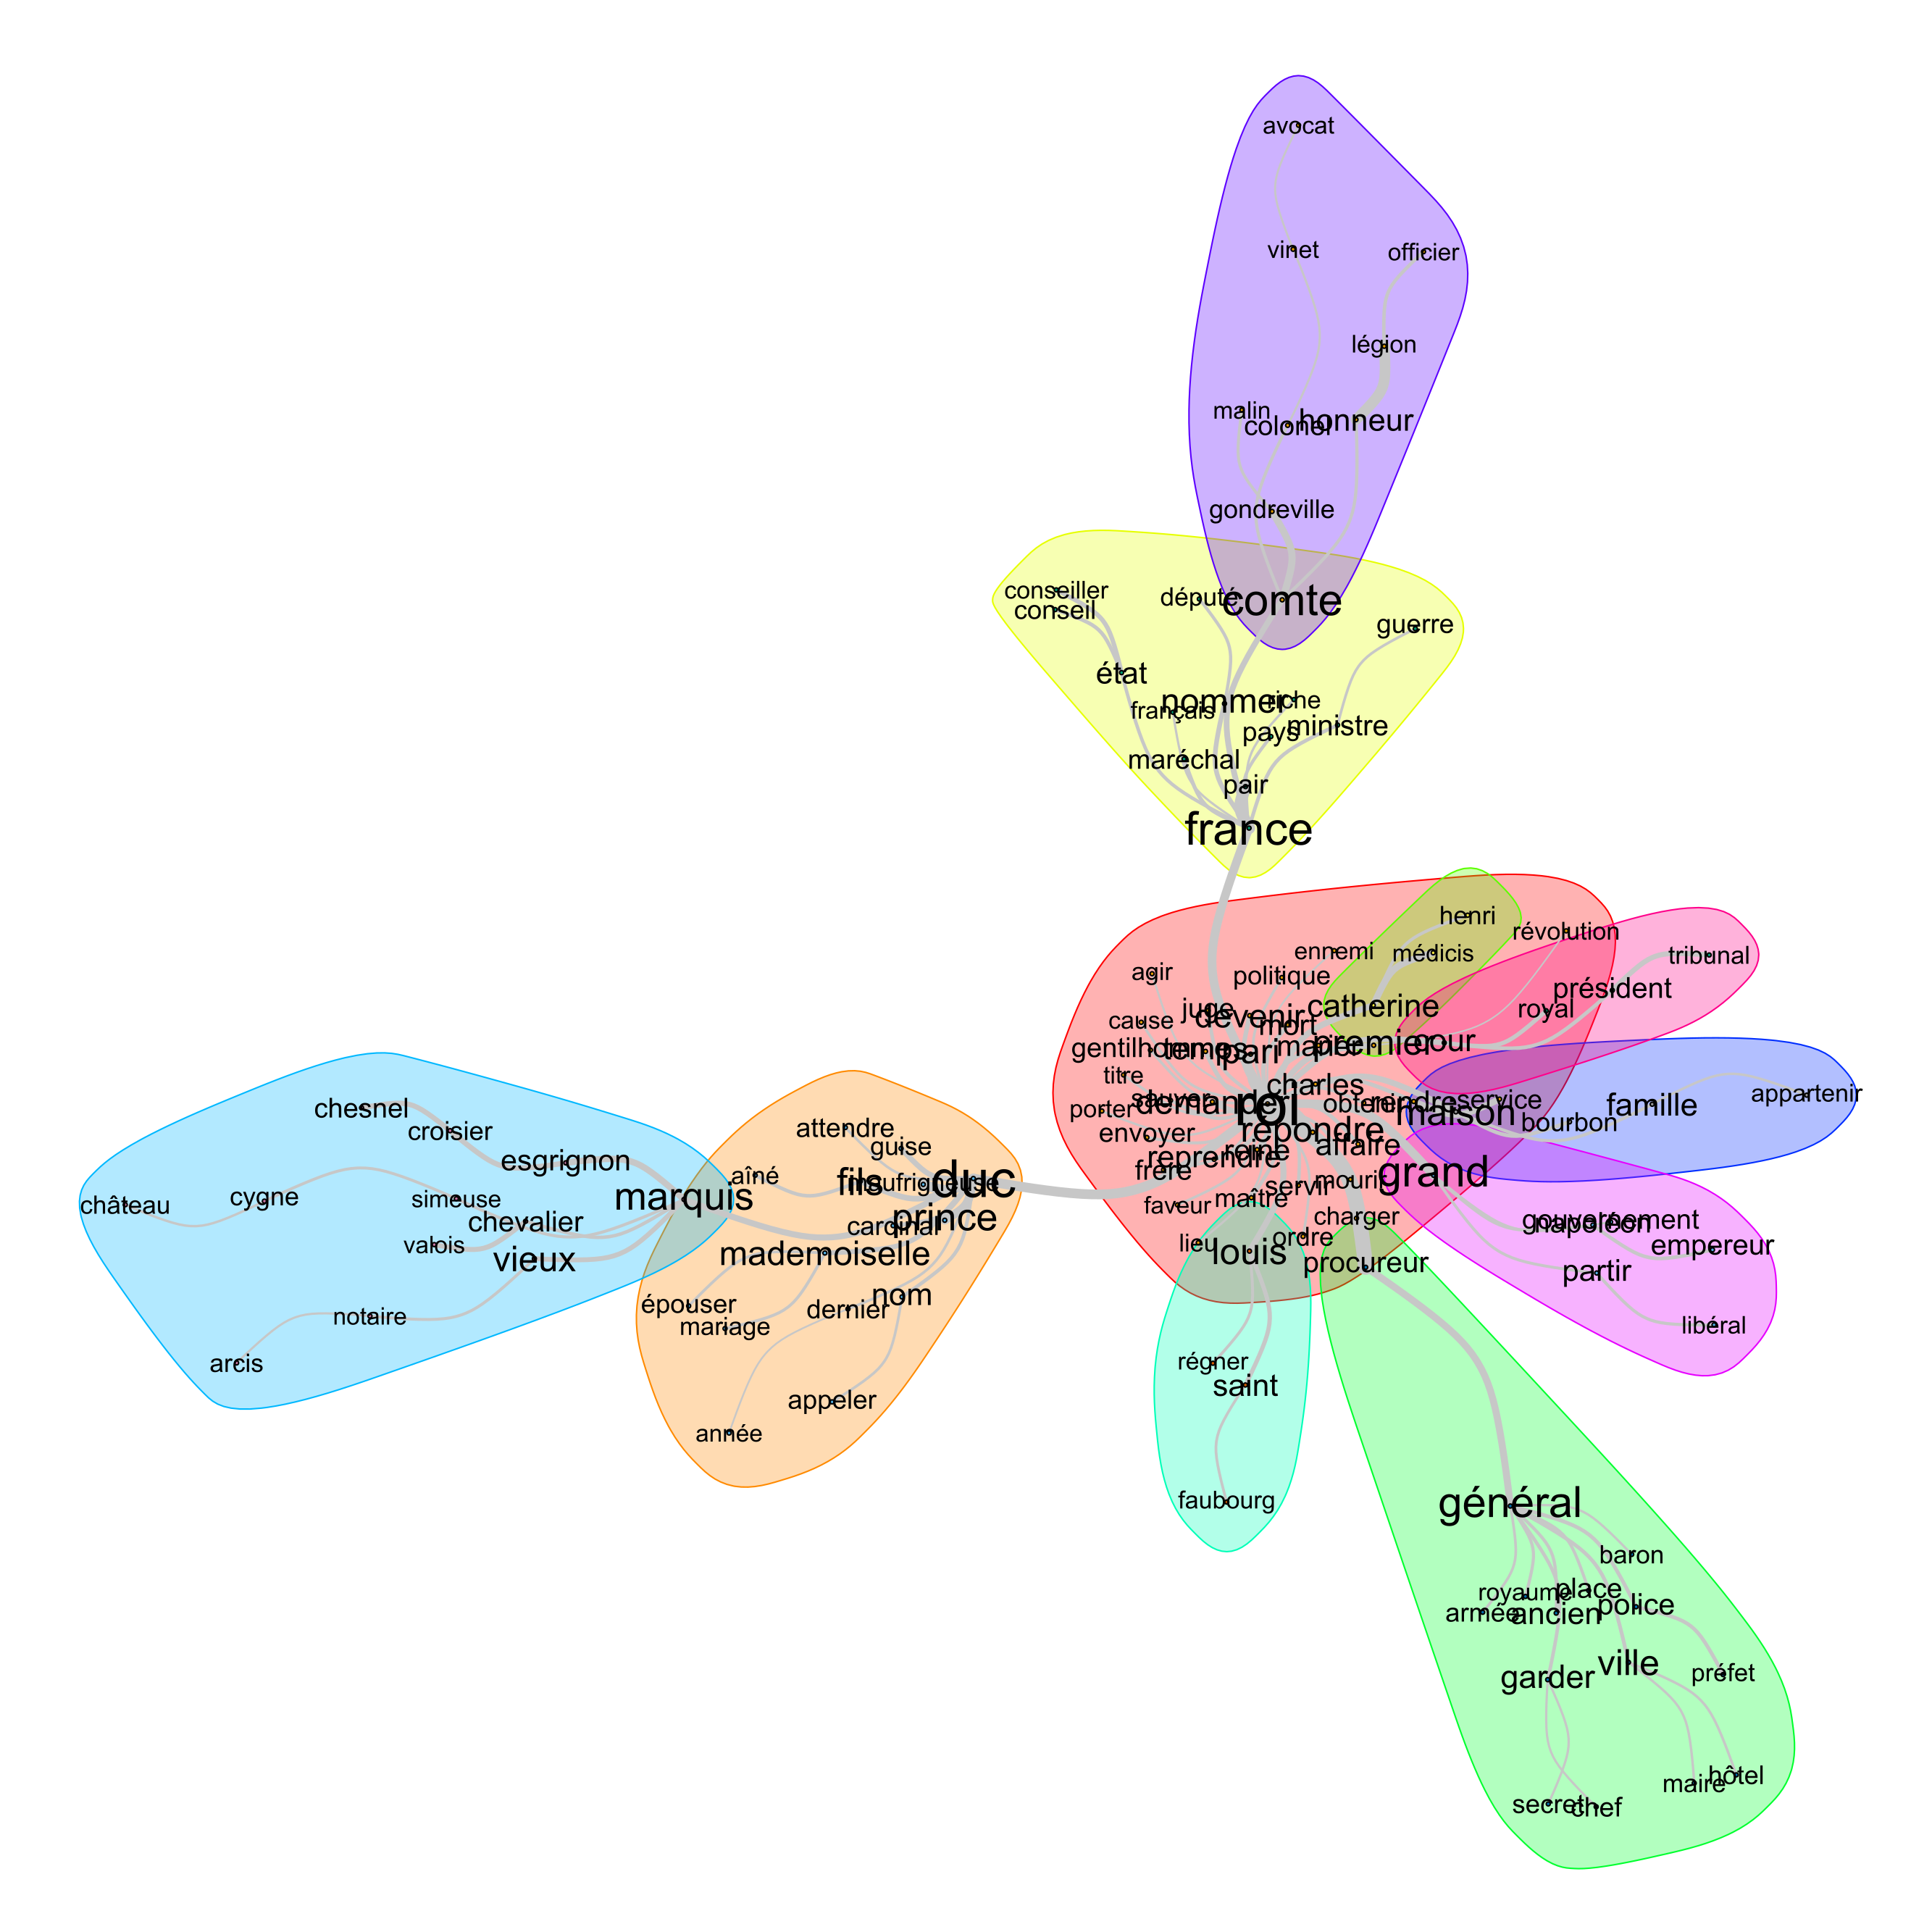 avocat
vinet
officier
légion
malin
colonel
honneur
gondreville
comte
conseiller
conseil
député
guerre
état
nommer
riche
français
pays
ministre
maréchal
pair
france
henri
révolution
ennemi
médicis
tribunal
agir
politique
président
juge
devenir
mort
catherine
royal
cause
gentilhomme
temps
pari
marier
premier
cour
titre
charles
sauver
porter
demander
roi
obtenir
rendre
service
maison
bourbon
famille
appartenir
envoyer
répondre
reine
affaire
reprendre
frère
grand
servir
mourir
maître
faveur
charger
gouvernement
napoléon
lieu
louis
ordre
procureur
empereur
partir
libéral
chesnel
croisier
esgrignon
attendre
guise
aîné
fils
maufrigneuse
duc
marquis
château
cygne
simeuse
chevalier
valois
vieux
cardinal
prince
mademoiselle
nom
épouser
dernier
mariage
notaire
arcis
appeler
année
régner
saint
faubourg
général
baron
royaume
place
armée
ancien
police
garder
ville
préfet
secret
chef
maire
hôtel